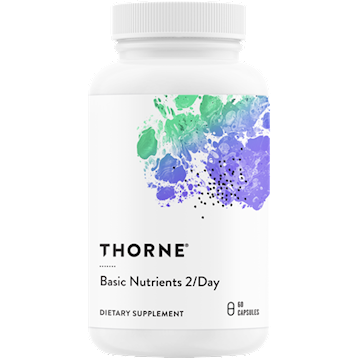 THORNE®
Basic Nutrients 2/Day
DIETARY SUPPLEMENT
60
CAPSULES